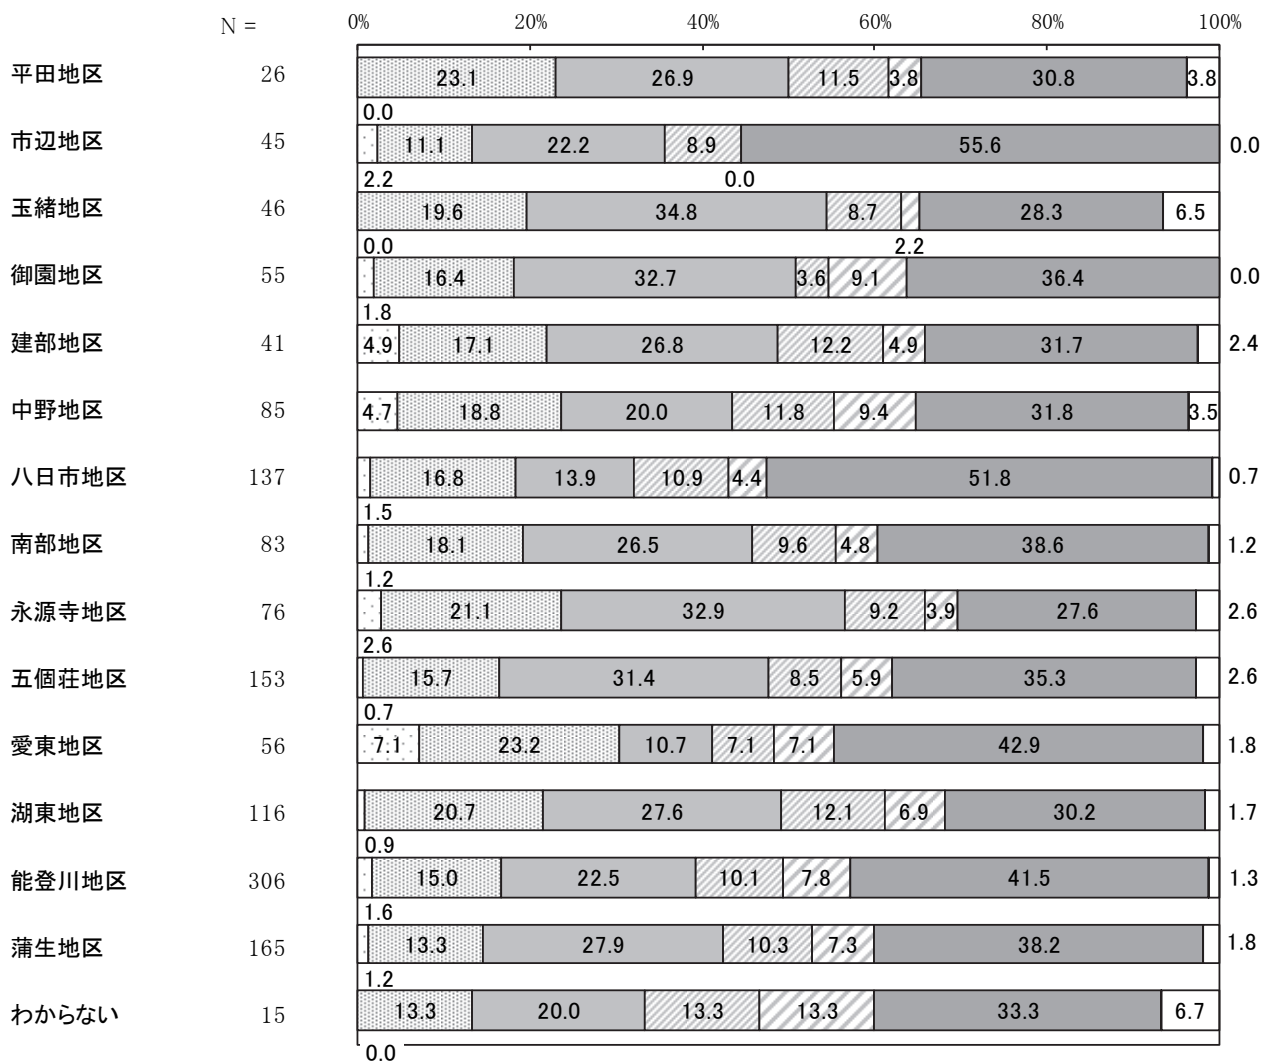 N = 0% 20% 40% 60% 80% 100%
平田地区 26 23.1 26.9 11.5 3.8 30.8 3.8
0.0
市辺地区 45 11.1 22.2 8.9 55.6 0.0
2.2 0.0
玉緒地区 46 19.6 34.8 8.7 28.3 6.5
0.0 2.2
御園地区 55 16.4 32.7 3.6 9.1 36.4 0.0
1.8
建部地区 41 4.9 17.1 26.8 12.2 4.9 31.7 2.4
中野地区 85 4.7 18.8 20.0 11.8 9.4 31.8 3.5
八日市地区 137 16.8 13.9 10.9 4.4 51.8 0.7
1.5
南部地区 83 18.1 26.5 9.6 4.8 38.6 1.2
1.2
永源寺地区 76 21.1 32.9 9.2 3.9 27.6 2.6
2.6
五個荘地区 153 15.7 31.4 8.5 5.9 35.3 2.6
0.7
愛東地区 56 7.1 23.2 10.7 7.1 7.1 42.9 1.8
湖東地区 116 20.7 27.6 12.1 6.9 30.2 1.7
0.9
能登川地区 306 15.0 22.5 10.1 7.8 41.5 1.3
1.6
蒲生地区 165 13.3 27.9 10.3 7.3 38.2 1.8
1.2
わからない 15 13.3 20.0 13.3 13.3 33.3 6.7
0.0